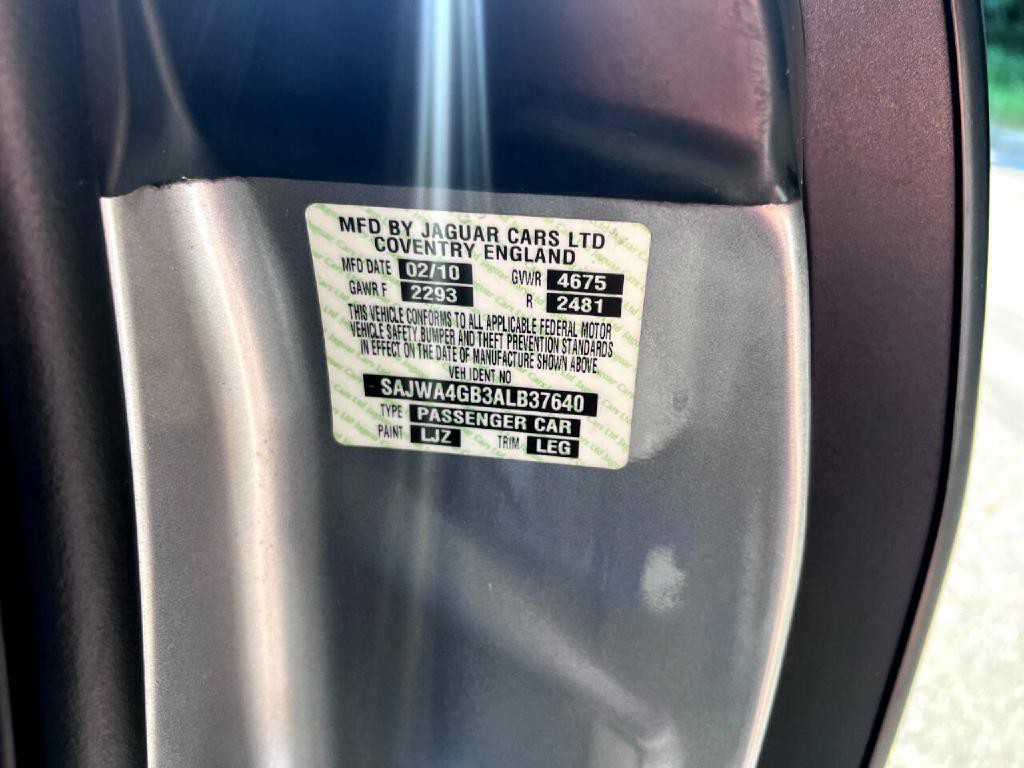 MFD BY JAGUAR CARS LTD
COVENTRY ENGLAND
MFD DATE 02/10 GVWR 4675
GAWR F 2293 R 2481
THIS VEHICLE CONFORMS TO ALL APPLICABLE FEDERAL MOTOR
VEHICLE SAFETY BUMPER AND THEFT PREVENTION STANDARDS
IN EFFECT ON THE DATE OF MANUFACTURE SHOWN ABOVE.
VEH IDENT NO
SAJWA4GB3ALB37640
TYPE PASSENGER CAR
PAINT LJZ TRIM LEG